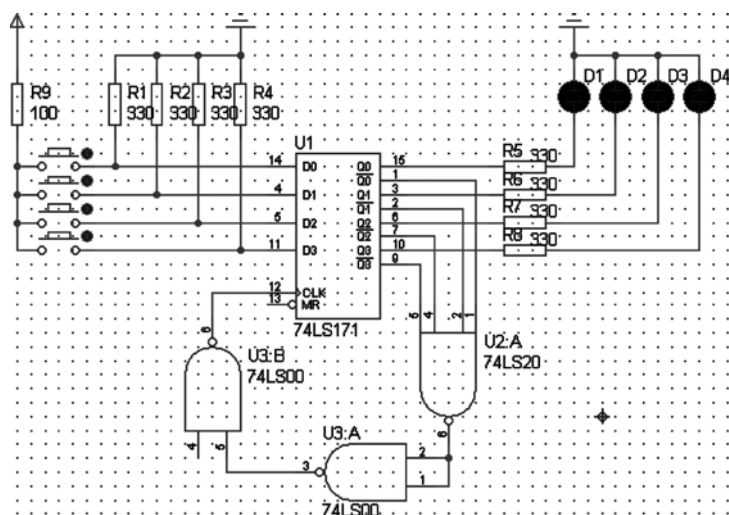 D1 D2 D3 D4
R9 R1 R2 R3 R4
100 330 330 330 330
U1
14 D0 Q0 15 R5 330
Q0 1
4 D1 Q1 3 R6 330
Q1 2
5 D2 Q2 6 R7 330
Q2 7
11 D3 Q3 10 R8 330
Q3 9
12 CLK
13 MR
74LS171
5 4 2 1
U2:A
74LS20
6
6
U3:B
74LS00
4 5
U3:A
3 2
1
74LS00